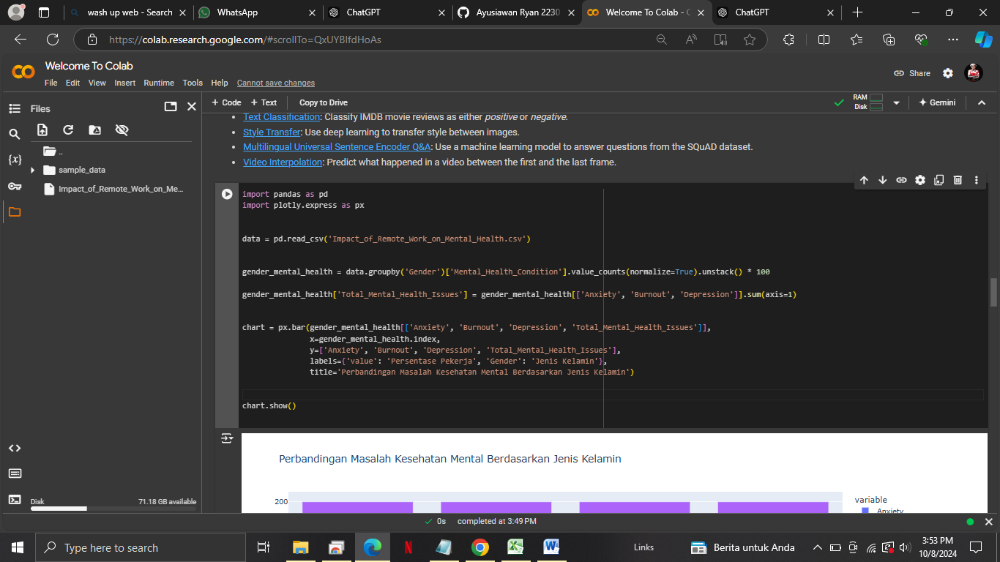 wash up web - Search
WhatsApp
ChatGPT
Ayusiawan Ryan 2230
Welcome To Colab - C
ChatGPT
https://colab.research.google.com/#scrollTo=QxUYBIfdHoAs
Welcome To Colab
File Edit View Insert Runtime Tools Help Cannot save changes
Share
Files
+ Code + Text Copy to Drive
RAM
Disk
Gemini
..
sample_data
Impact_of_Remote_Work_on_Me...
Text Classification: Classify IMDB movie reviews as either positive or negative.
Style Transfer: Use deep learning to transfer style between images.
Multilingual Universal Sentence Encoder Q&A: Use a machine learning model to answer questions from the SQuAD dataset.
Video Interpolation: Predict what happened in a video between the first and the last frame.
import pandas as pd
import plotly.express as px
data = pd.read_csv('Impact_of_Remote_Work_on_Mental_Health.csv')
gender_mental_health = data.groupby('Gender')['Mental_Health_Condition'].value_counts(normalize=True).unstack() * 100
gender_mental_health['Total_Mental_Health_Issues'] = gender_mental_health[['Anxiety', 'Burnout', 'Depression']].sum(axis=1)
chart = px.bar(gender_mental_health[['Anxiety', 'Burnout', 'Depression', 'Total_Mental_Health_Issues']],
x=gender_mental_health.index,
y=['Anxiety', 'Burnout', 'Depression', 'Total_Mental_Health_Issues'],
labels={'value': 'Persentase Pekerja', 'Gender': 'Jenis Kelamin'},
title='Perbandingan Masalah Kesehatan Mental Berdasarkan Jenis Kelamin')
chart.show()
Perbandingan Masalah Kesehatan Mental Berdasarkan Jenis Kelamin
200
variable
Anxiety
Disk 71.18 GB available
0s completed at 3:49 PM
Type here to search
Links
Berita untuk Anda
3:53 PM
10/8/2024